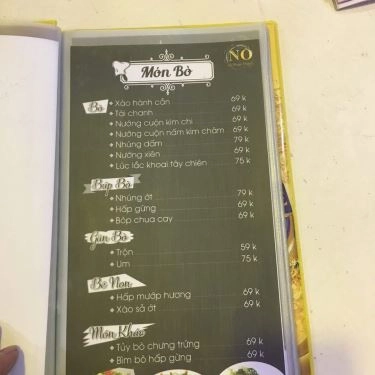 NO
Món Bò
Bò
Xào hành cần 69 k
Tái chanh 69 k
Nướng cuộn kim chi 69 k
Nướng cuộn nấm kim châm 69 k
Nhúng dấm 79 k
Nướng xiên 69 k
Lúc lắc khoai tây chiên 75 k
Bắp Bò
Nhúng ớt 79 k
Hấp gừng 69 k
Bóp chua cay 69 k
Gân Bò
Trộn 59 k
Um 75 k
Bê Non
Hấp mướp hương 69 k
Xào sả ớt 69 k
Món Khác
Tủy bò chưng trứng 69 k
Bìm bò hấp gừng 69 k